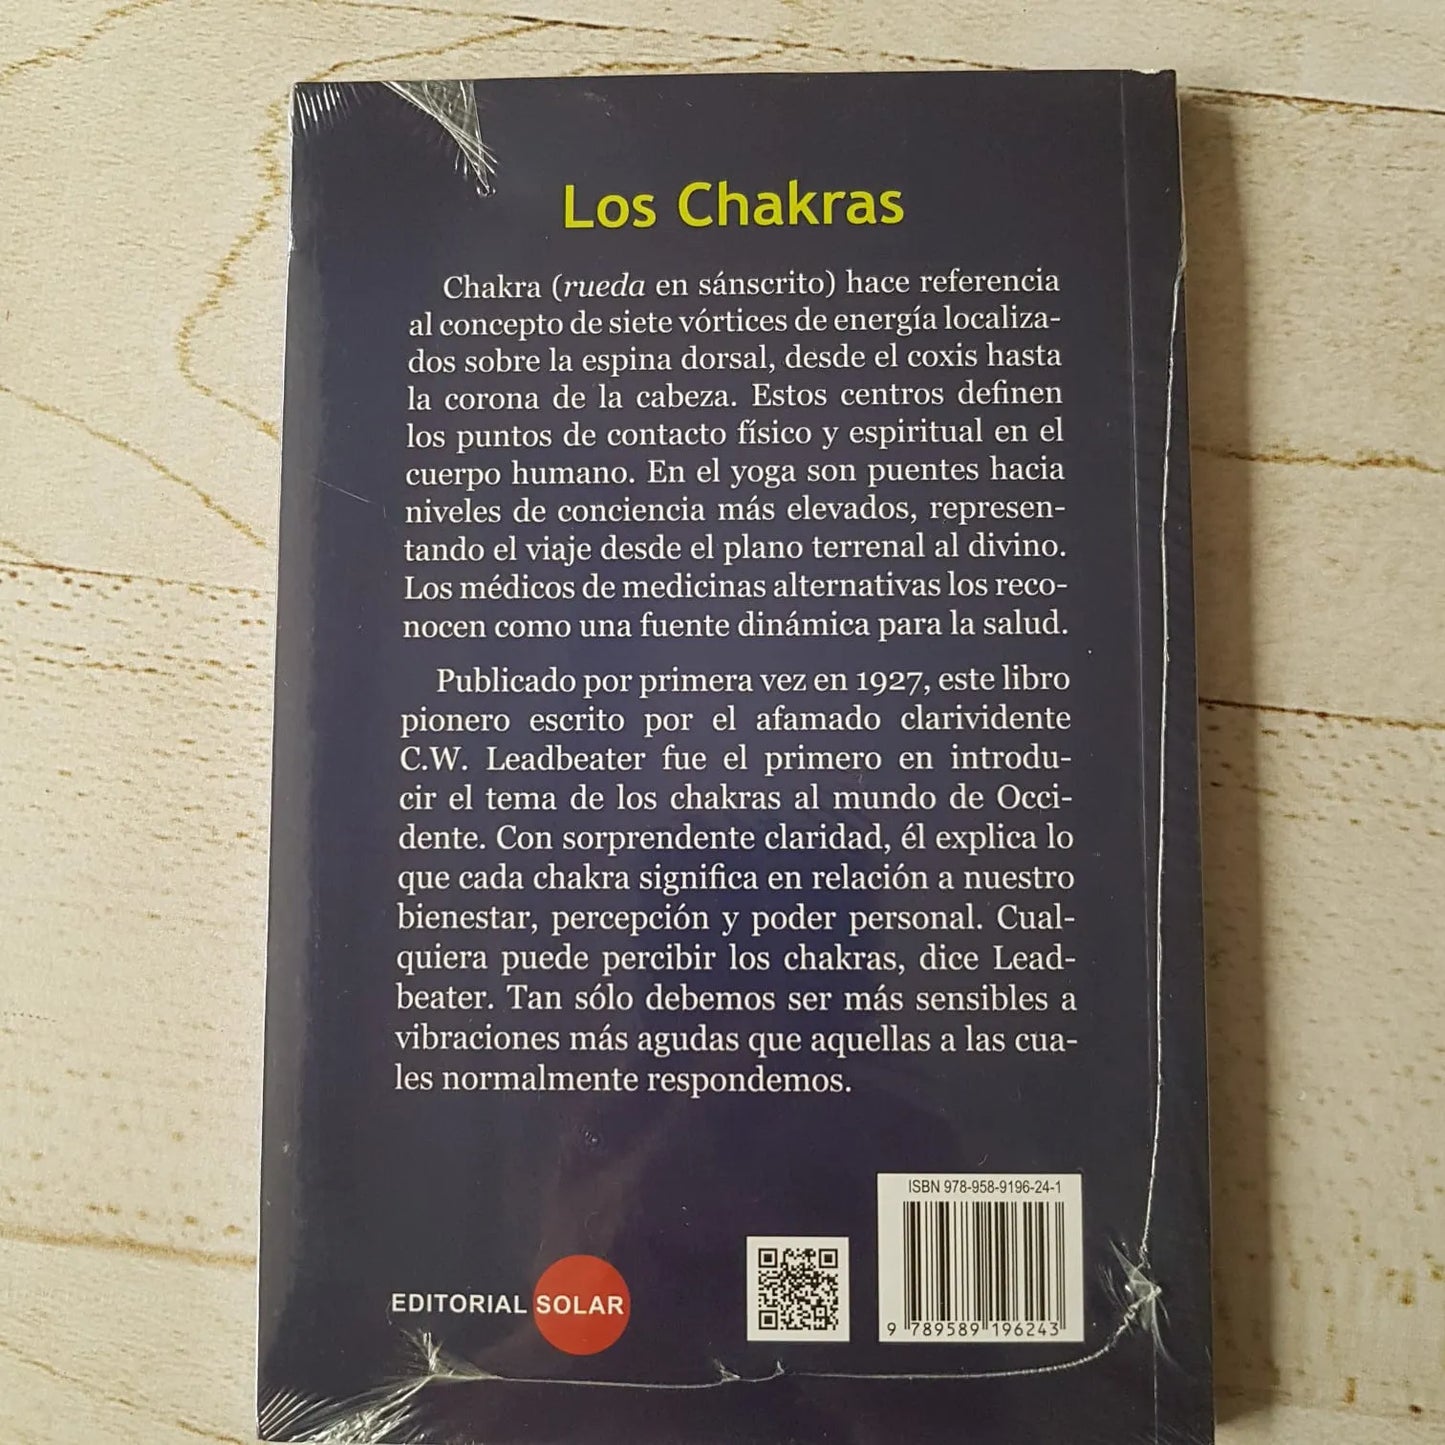 Los Chakras
Chakra (rueda en sánscrito) hace referencia
al concepto de siete vórtices de energía localiza-
dos sobre la espina dorsal, desde el coxis hasta
la corona de la cabeza. Estos centros definen
los puntos de contacto físico y espiritual en el
cuerpo humano. En el yoga son puentes hacia
niveles de conciencia más elevados, represen-
tando el viaje desde el plano terrenal al divino.
Los médicos de medicinas alternativas los reco-
nocen como una fuente dinámica para la salud.
Publicado por primera vez en 1927, este libro
pionero escrito por el afamado clarividente
C.W. Leadbeater fue el primero en introdu-
cir el tema de los chakras al mundo de Occi-
dente. Con sorprendente claridad, él explica lo
que cada chakra significa en relación a nuestro
bienestar, percepción y poder personal. Cual-
quiera puede percibir los chakras, dice Lead-
beater. Tan sólo debemos ser más sensibles a
vibraciones más agudas que aquellas a las cua-
les normalmente respondemos.
ISBN 978-958-9196-24-1
EDITORIAL SOLAR
9 789589 196243